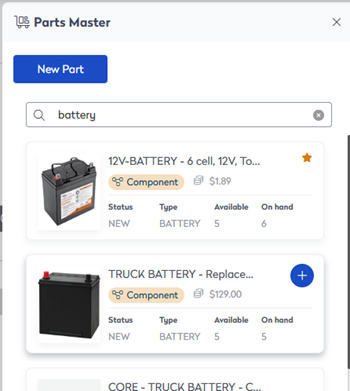 Parts Master
New Part
battery
12V-BATTERY - 6 cell, 12V, To...
Component $1.89
Status Type Available On hand
NEW BATTERY 5 6
TRUCK BATTERY - Replace...
Component $129.00
Status Type Available On hand
NEW BATTERY 5 5
CORE - TRUCK BATTERY - C...